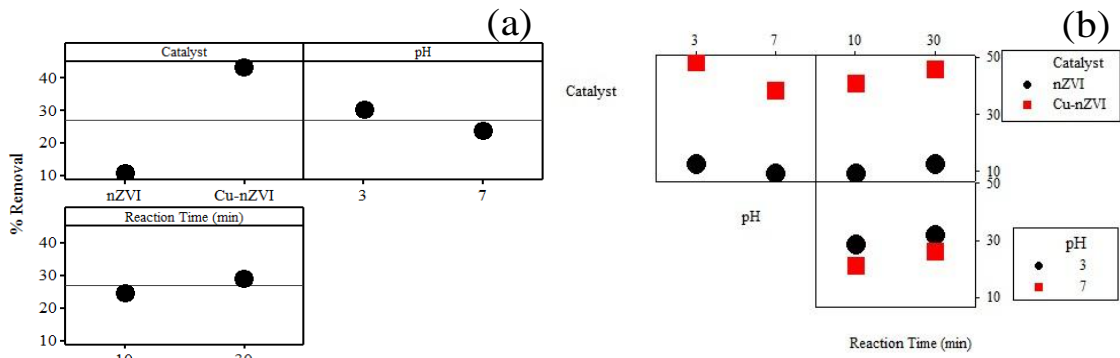 (a)
Catalyst pH
40
30
20
10
nZVI Cu-nZVI 3 7
% Removal
Reaction Time (min)
40
30
20
10
10 30
(b)
3 7 10 30
Catalyst
50
30
10
Catalyst
nZVI
Cu-nZVI
pH
50
30
10
pH
3
7
Reaction Time (min)